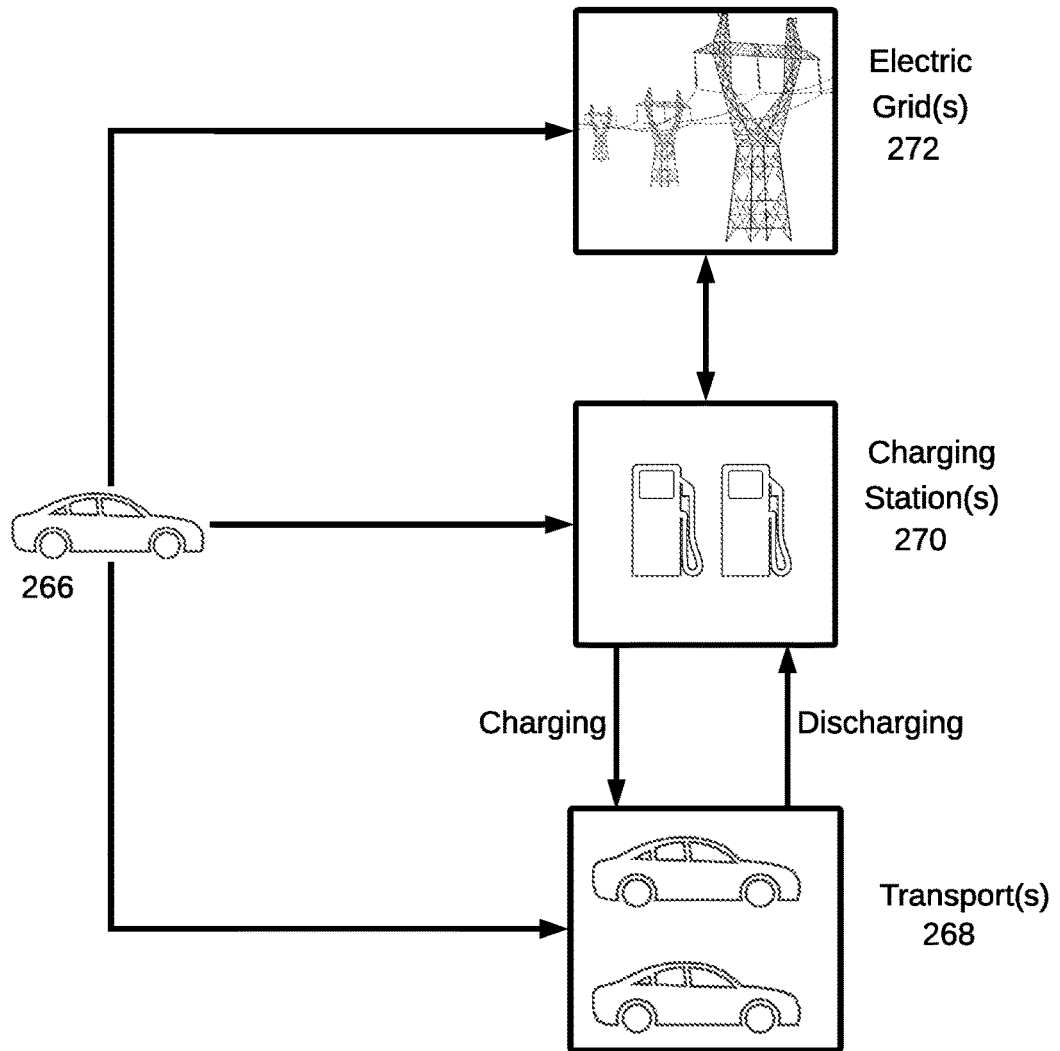 Electric
Grid(s)
272
Charging
Station(s)
270
266
Charging
Discharging
Transport(s)
268